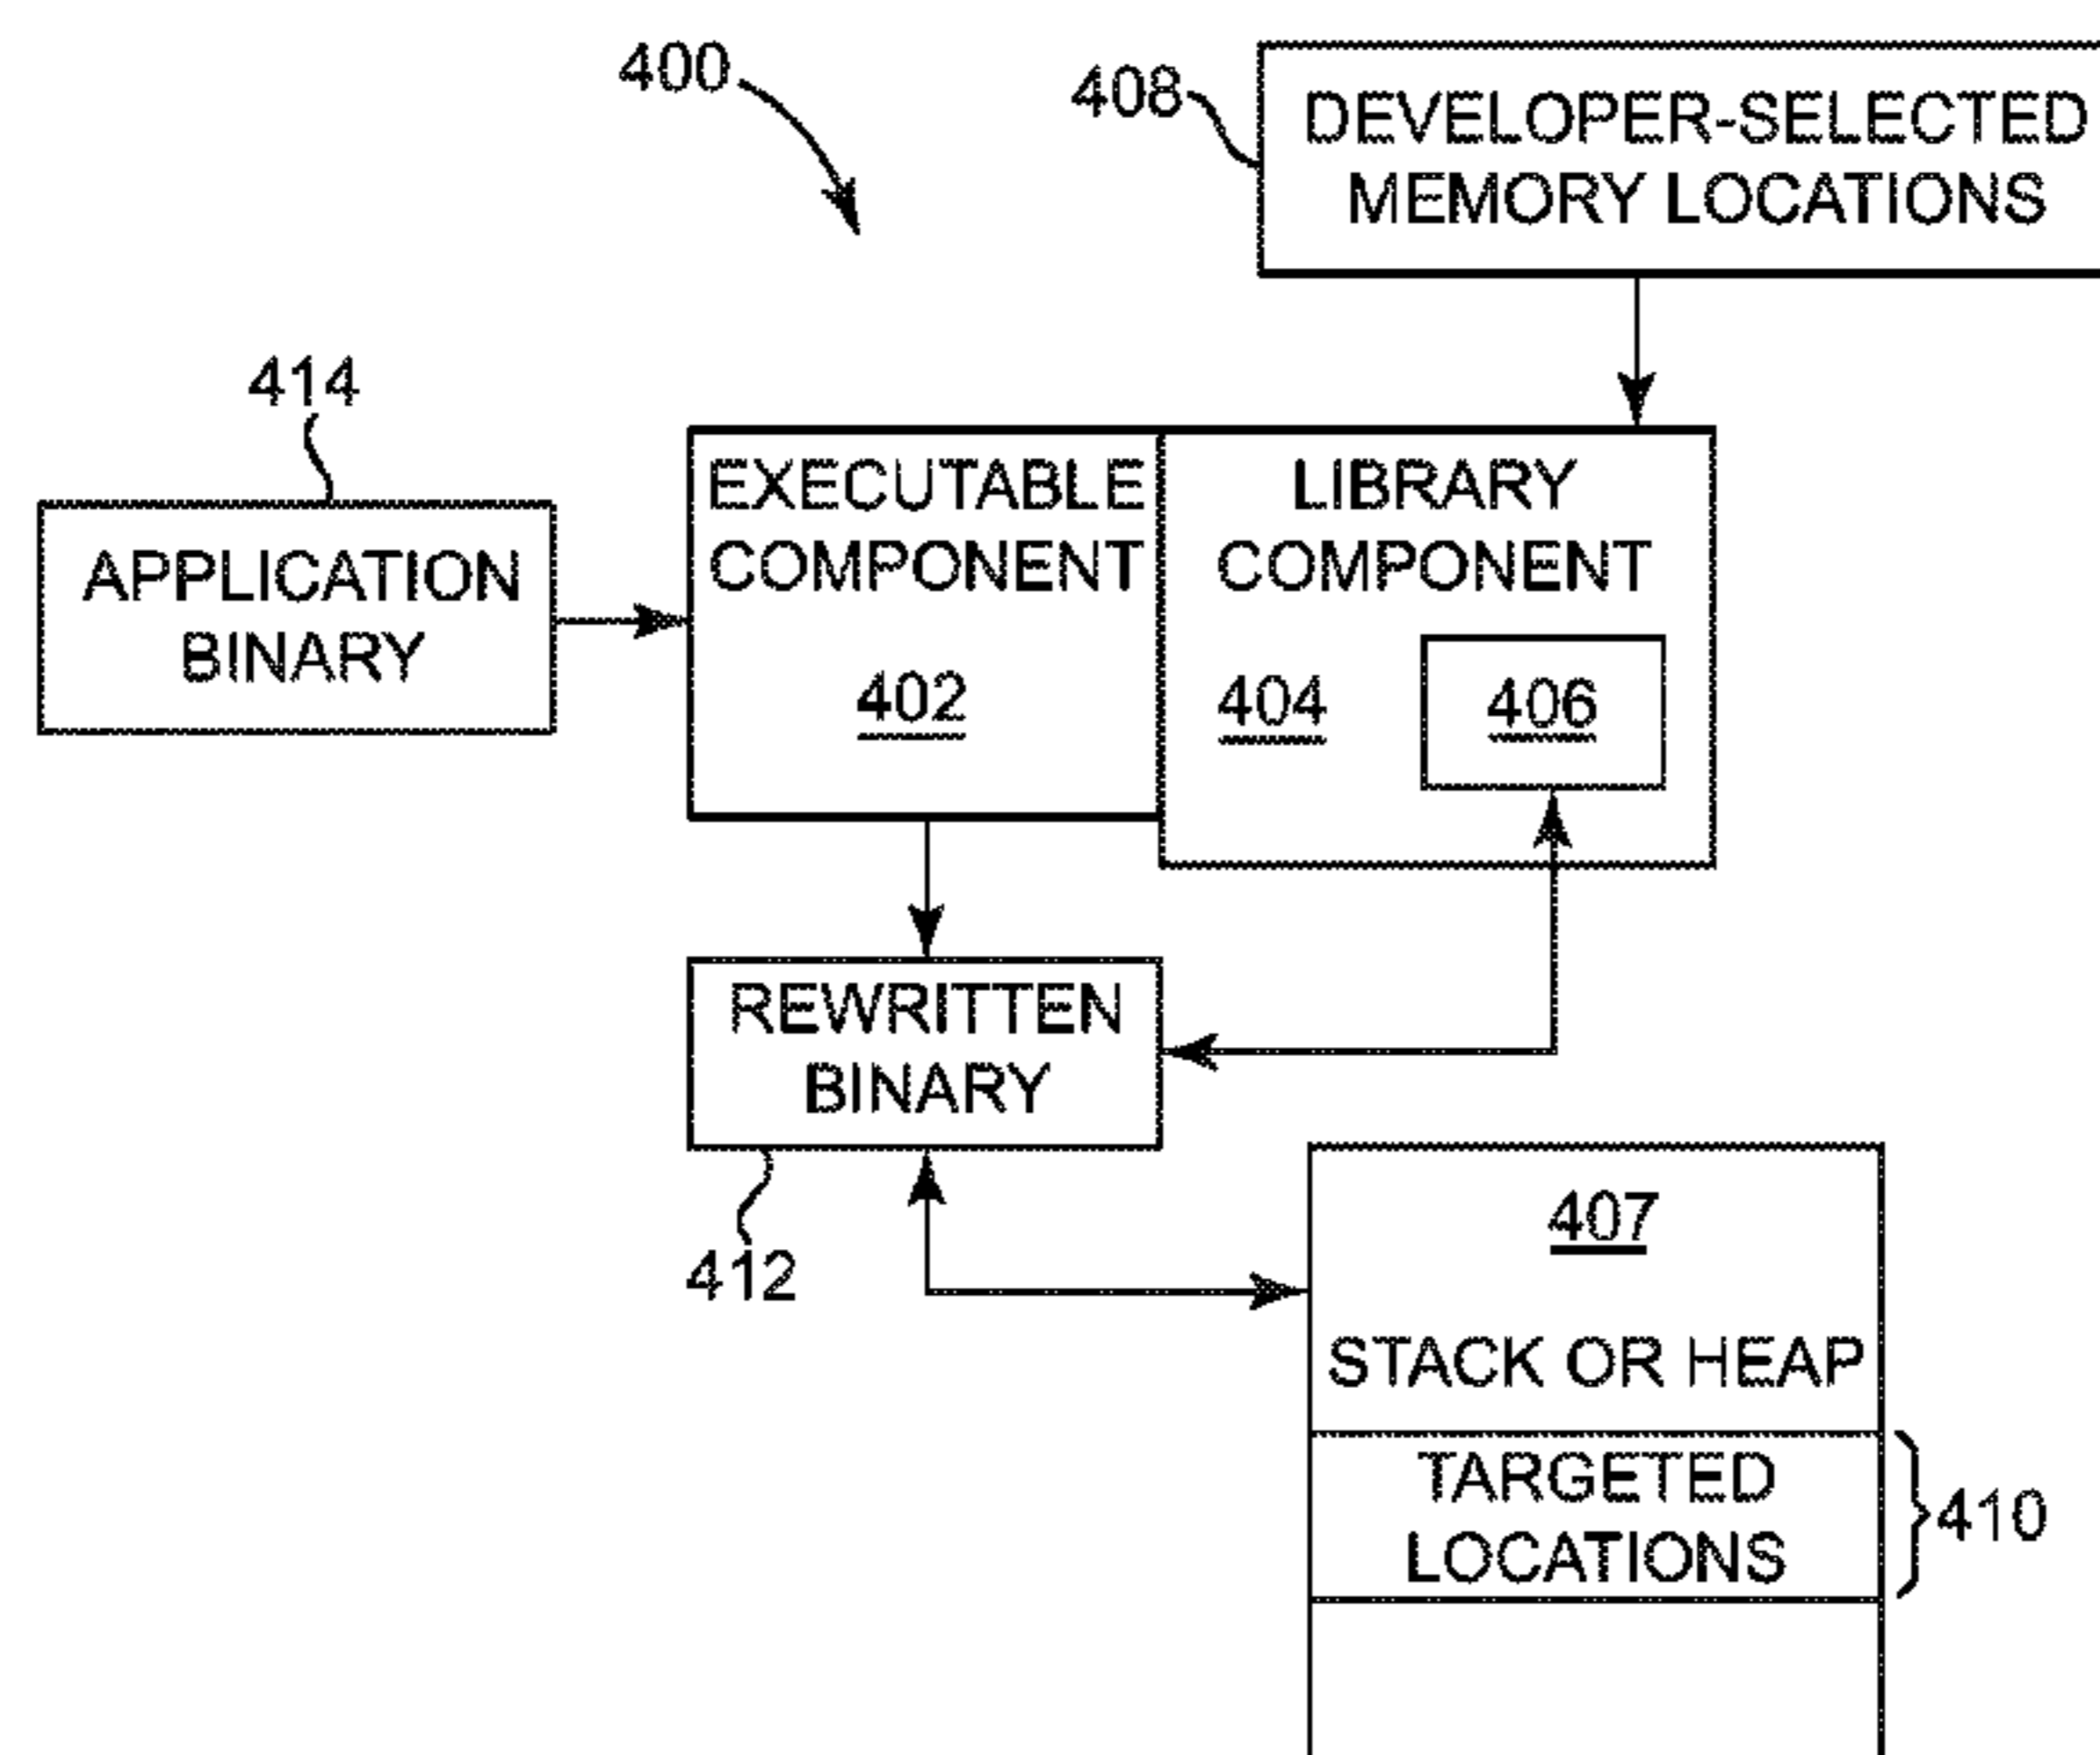 400
408
DEVELOPER-SELECTED
MEMORY LOCATIONS
414
APPLICATION
BINARY
EXECUTABLE
COMPONENT
402
LIBRARY
COMPONENT
404
406
REWRITTEN
BINARY
412
407
STACK OR HEAP
TARGETED
LOCATIONS
410